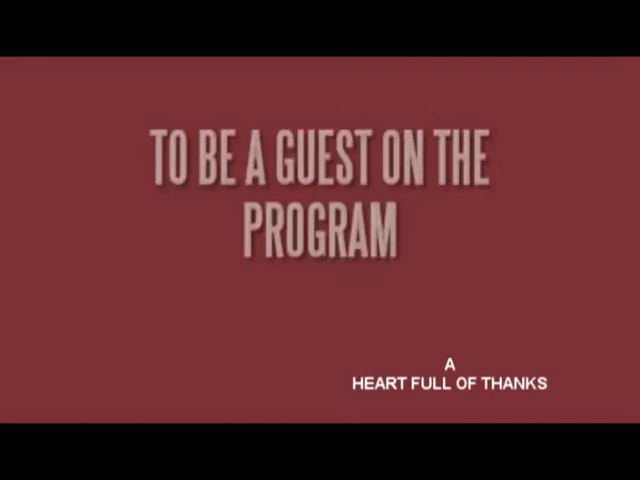 TO BE A GUEST ON THE
PROGRAM
A
HEART FULL OF THANKS